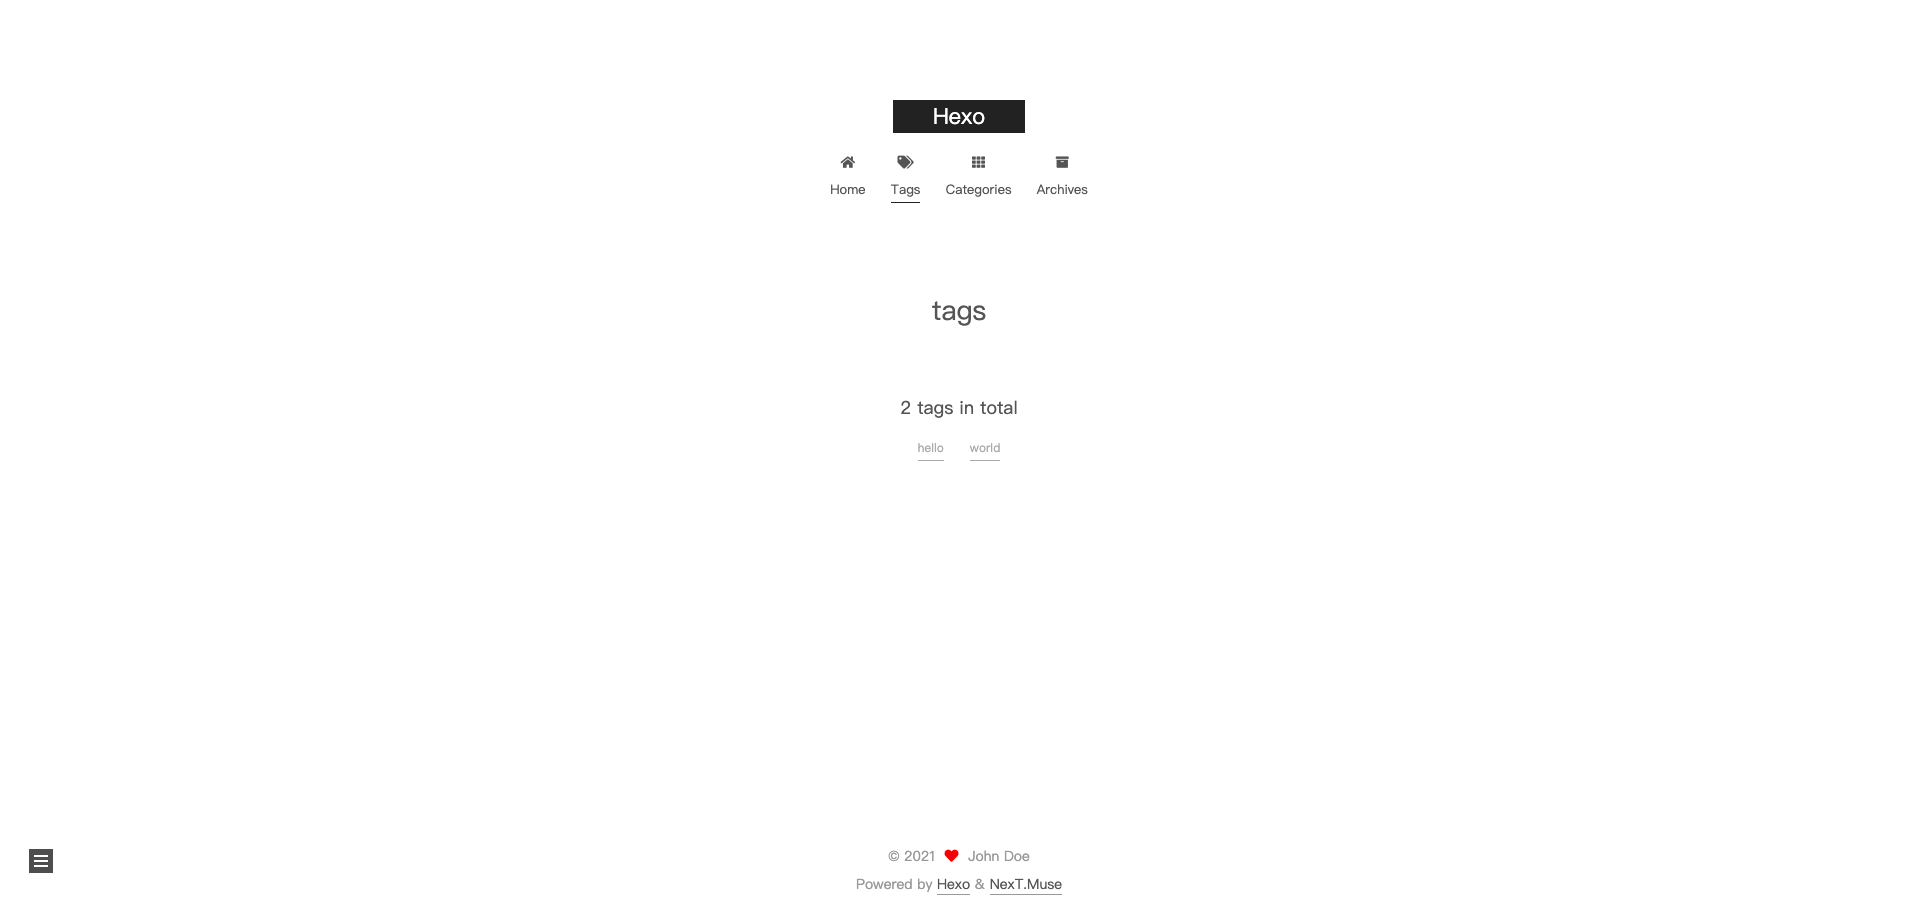 Hexo
Home Tags Categories Archives
tags
2 tags in total
hello world
© 2021 John Doe
Powered by Hexo & NexT.Muse